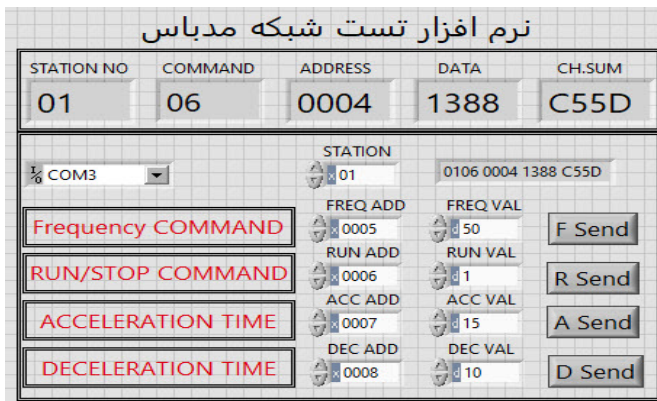 نرم افزار تست شبکه مدباس
STATION NO COMMAND ADDRESS DATA CH.SUM
01 06 0004 1388 C55D
STATION
COM3 x 01 0106 0004 1388 C55D
FREQ ADD FREQ VAL
Frequency COMMAND x 0005 d 50 F Send
RUN ADD RUN VAL
RUN/STOP COMMAND x 0006 d 1 R Send
ACC ADD ACC VAL
ACCELERATION TIME x 0007 d 15 A Send
DEC ADD DEC VAL
DECELERATION TIME x 0008 d 10 D Send